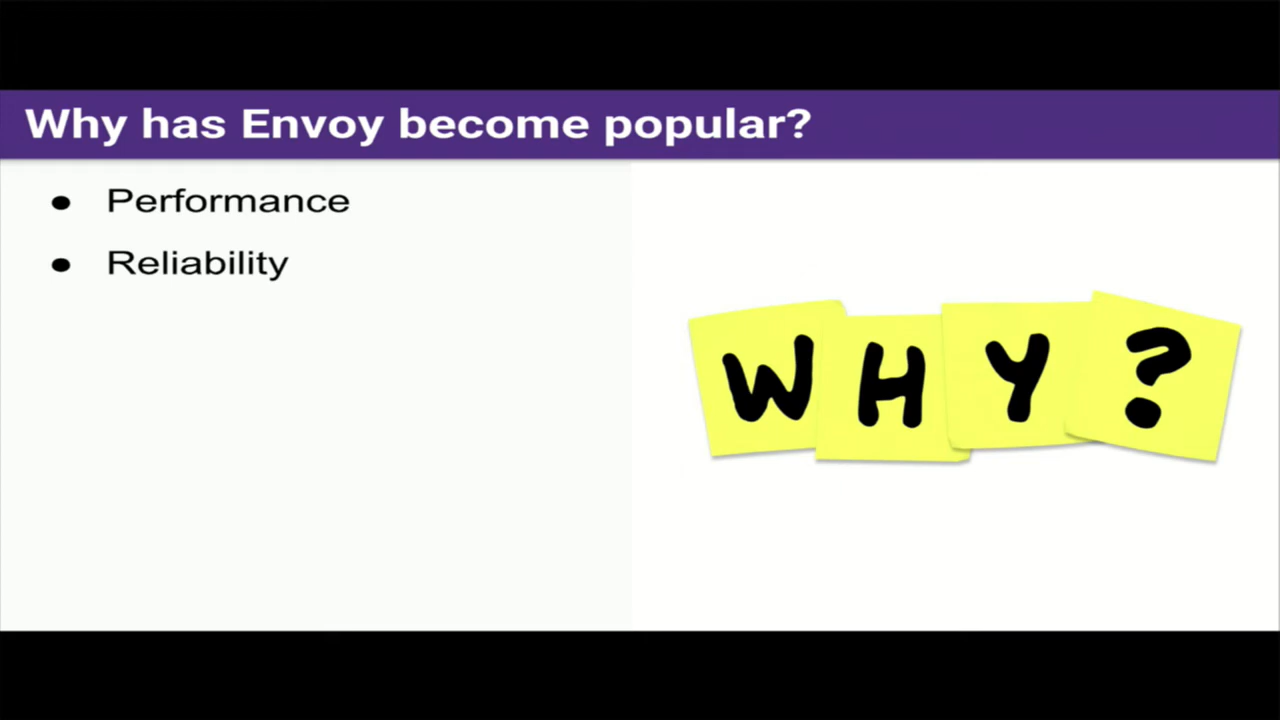 Why has Envoy become popular?
● Performance
● Reliability
WHY?